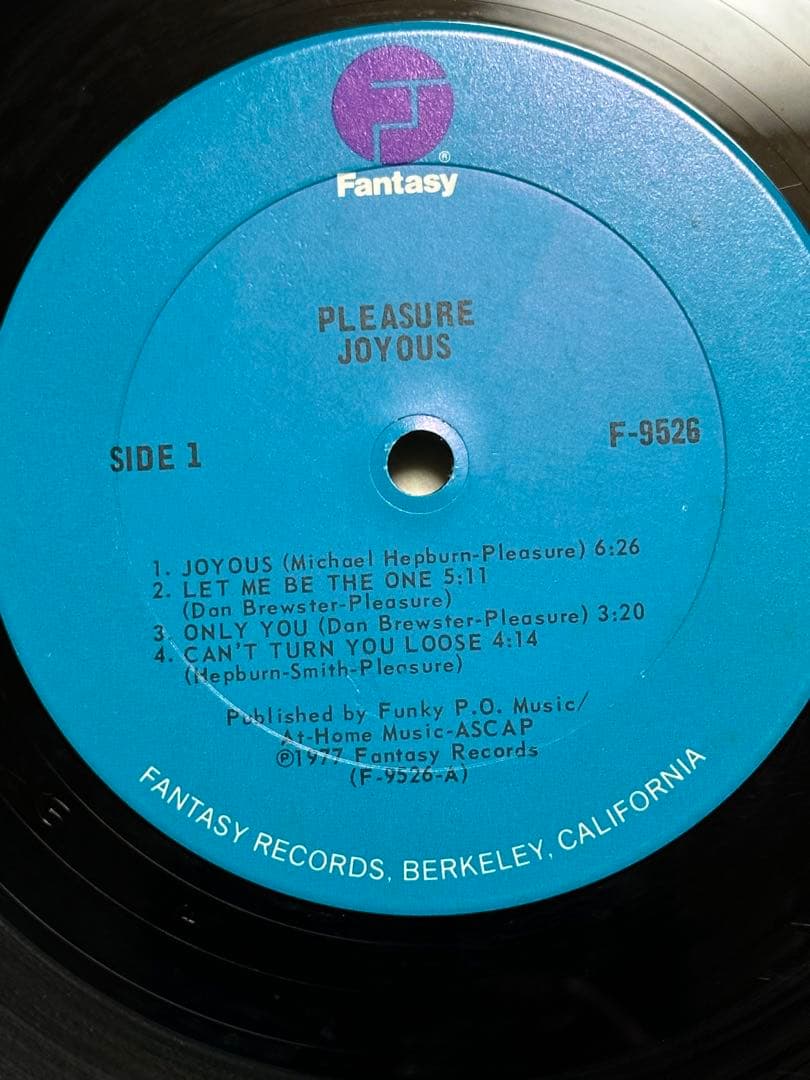 ®
Fantasy
PLEASURE
JOYOUS
SIDE 1
F-9526
1. JOYOUS (Michael Hepburn-Pleasure) 6:26
2. LET ME BE THE ONE 5:11
(Dan Brewster-Pleasure)
3. ONLY YOU (Dan Brewster-Pleasure) 3:20
4. CAN'T TURN YOU LOOSE 4:14
(Hepburn-Smith-Pleasure)
Published by Funky P.O. Music/
At-Home Music-ASCAP
℗1977 Fantasy Records
(F-9526-A)
FANTASY RECORDS, BERKELEY, CALIFORNIA